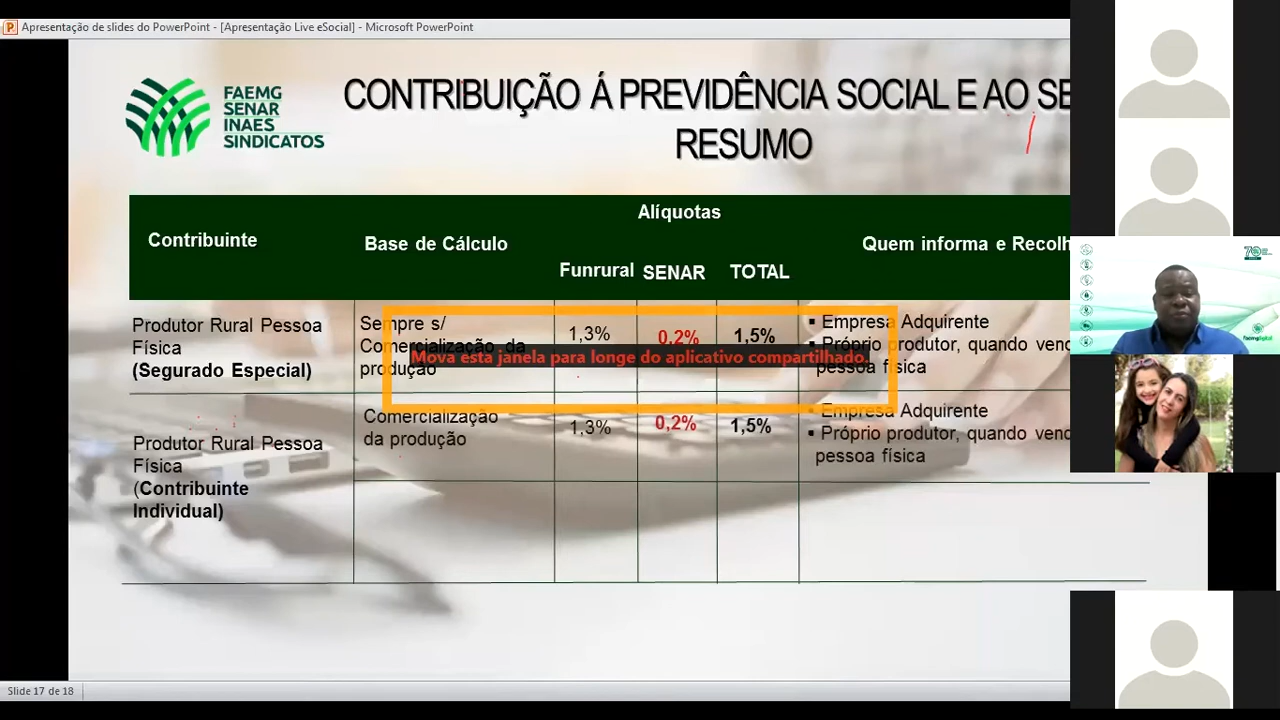 Apresentação de slides do PowerPoint - [Apresentação Live eSocial] - Microsoft PowerPoint
FAEMG
SENAR
INAES
SINDICATOS
CONTRIBUIÇÃO Á PREVIDÊNCIA SOCIAL E AO SE
RESUMO
Contribuinte
Base de Cálculo
Alíquotas
Funrural SENAR TOTAL
Quem informa e Recolh
Produtor Rural Pessoa
Física
(Segurado Especial)
Sempre s/
Comercialização da
produção
1,3%
0,2%
1,5%
▪ Empresa Adquirente
▪ Próprio produtor, quando vend
pessoa física
Mova esta janela para longe do aplicativo compartilhado.
Produtor Rural Pessoa
Física
(Contribuinte
Individual)
Comercialização
da produção
1,3%
0,2%
1,5%
▪ Empresa Adquirente
▪ Próprio produtor, quando vend
pessoa física
70
faemgdigital
Slide 17 de 18